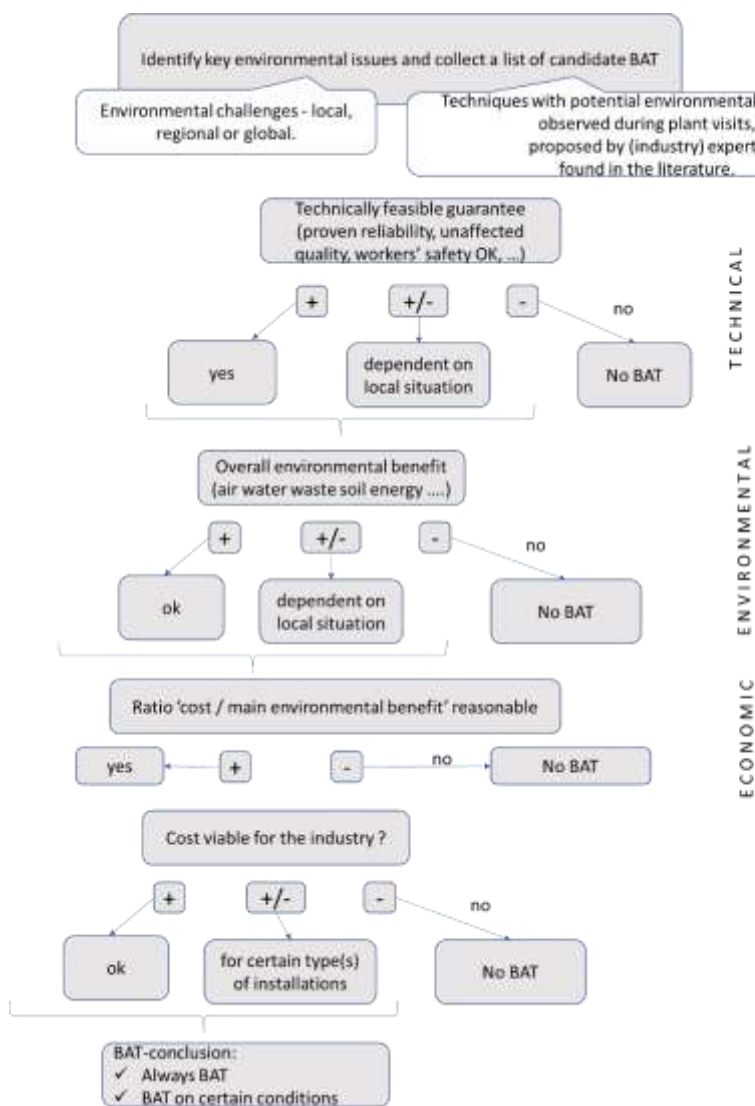 Identify key environmental issues and collect a list of candidate BAT
Environmental challenges - local,
regional or global.
Techniques with potential environmental
observed during plant visits,
proposed by (industry) expert
found in the literature.
Technically feasible guarantee
(proven reliability, unaffected
quality, workers' safety OK, ...)
+
+/-
-
no
yes
dependent on
local situation
No BAT
TECHNICAL
Overall environmental benefit
(air water waste soil energy ....)
+
+/-
-
no
ok
dependent on
local situation
No BAT
ENVIRONMENTAL
Ratio 'cost / main environmental benefit' reasonable
yes
+
-
no
No BAT
ECONOMIC
Cost viable for the industry ?
+
+/-
-
no
ok
for certain type(s)
of installations
No BAT
BAT-conclusion:
✓ Always BAT
✓ BAT on certain conditions